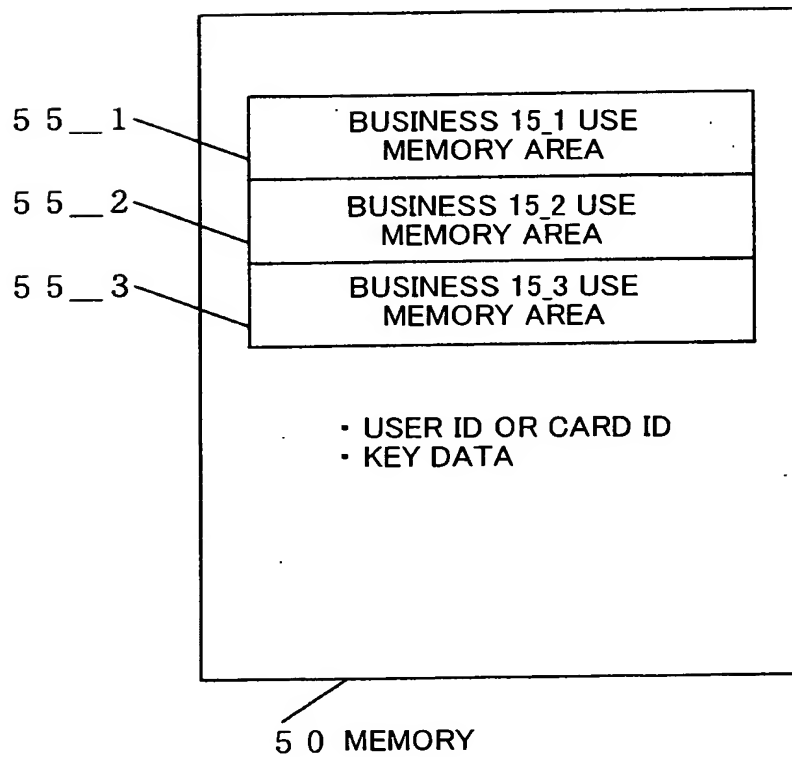 55_1
BUSINESS 15_1 USE
MEMORY AREA
55_2
BUSINESS 15_2 USE
MEMORY AREA
55_3
BUSINESS 15_3 USE
MEMORY AREA
・USER ID OR CARD ID
・KEY DATA
50 MEMORY